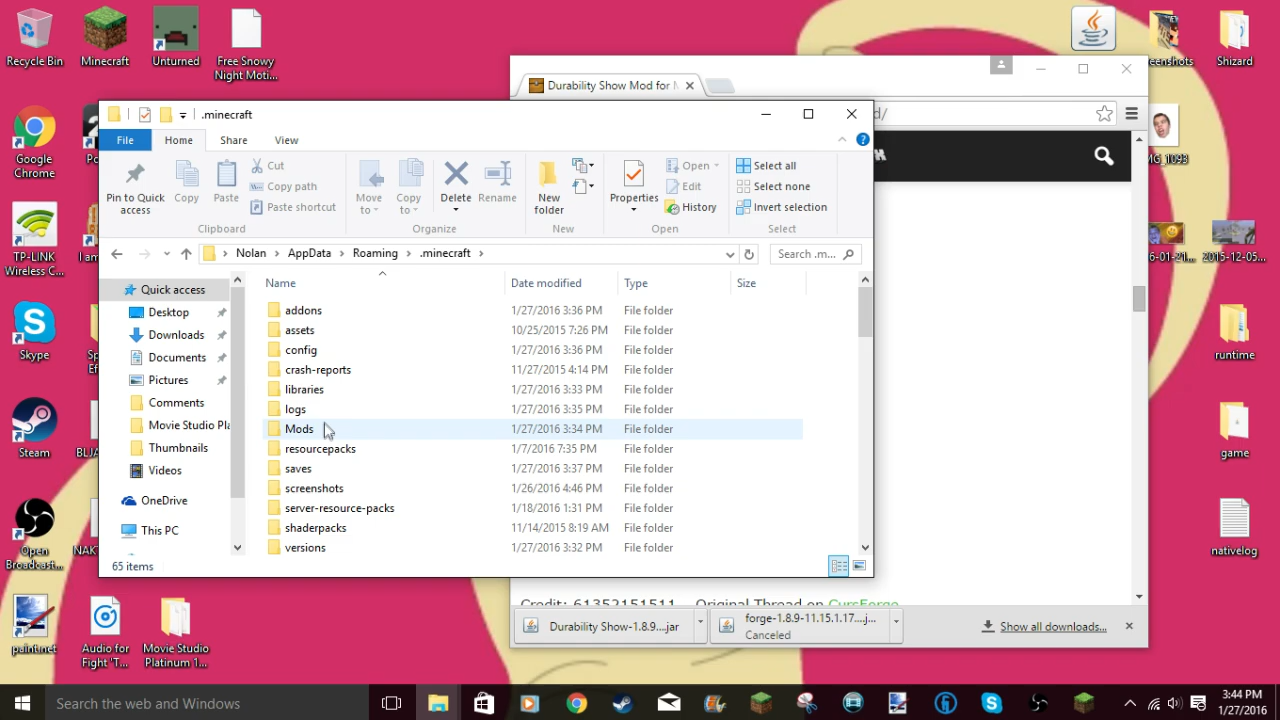 Recycle Bin
Minecraft
Unturned
Free Snowy
Night Moti...
Google
Chrome
TP-LINK
Wireless C...
I am
Skype
Steam
Open
Broadcast...
paint.net
Audio for
Fight 'T...
Movie Studio
Platinum 1...
Shizard
runtime
game
nativelog
2015-12-05...
Durability Show Mod for M
d/
.minecraft
File
Home
Share
View
Pin to Quick
access
Copy
Paste
Cut
Copy path
Paste shortcut
Clipboard
Move
to
Copy
to
Delete
Rename
Organize
New
folder
New
Properties
Open
Edit
History
Open
Select all
Select none
Invert selection
Select
Nolan
AppData
Roaming
.minecraft
Search .m...
Name
Date modified
Type
Size
Quick access
Desktop
Downloads
Documents
Pictures
Comments
Movie Studio Pla
Thumbnails
Videos
OneDrive
This PC
addons 1/27/2016 3:36 PM File folder
assets 10/25/2015 7:26 PM File folder
config 1/27/2016 3:36 PM File folder
crash-reports 11/27/2015 4:14 PM File folder
libraries 1/27/2016 3:33 PM File folder
logs 1/27/2016 3:35 PM File folder
Mods 1/27/2016 3:34 PM File folder
resourcepacks 1/7/2016 7:35 PM File folder
saves 1/27/2016 3:37 PM File folder
screenshots 1/26/2016 4:46 PM File folder
server-resource-packs 1/18/2016 1:31 PM File folder
shaderpacks 11/14/2015 8:19 AM File folder
versions 1/27/2016 3:32 PM File folder
65 items
Credit: 61352151511 Original Thread on CursForge
Durability Show-1.8.9....jar
forge-1.8.9-11.15.1.17....j...
Canceled
Show all downloads...
Search the web and Windows
3:44 PM
1/27/2016